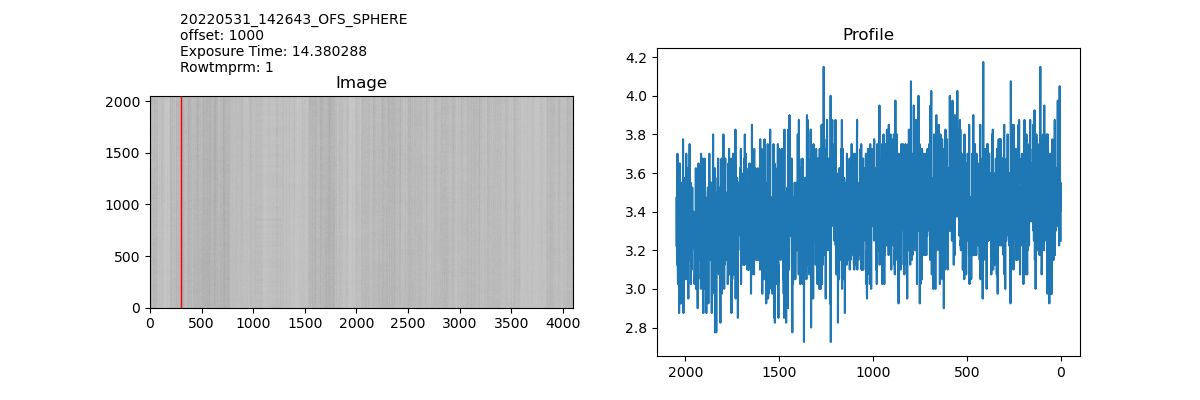 20220531_142643_OFS_SPHERE
offset: 1000
Exposure Time: 14.380288
Rowtmprm: 1
Image
2000
1500
1000
500
0
0 500 1000 1500 2000 2500 3000 3500 4000
Profile
4.2
4.0
3.8
3.6
3.4
3.2
3.0
2.8
2000 1500 1000 500 0